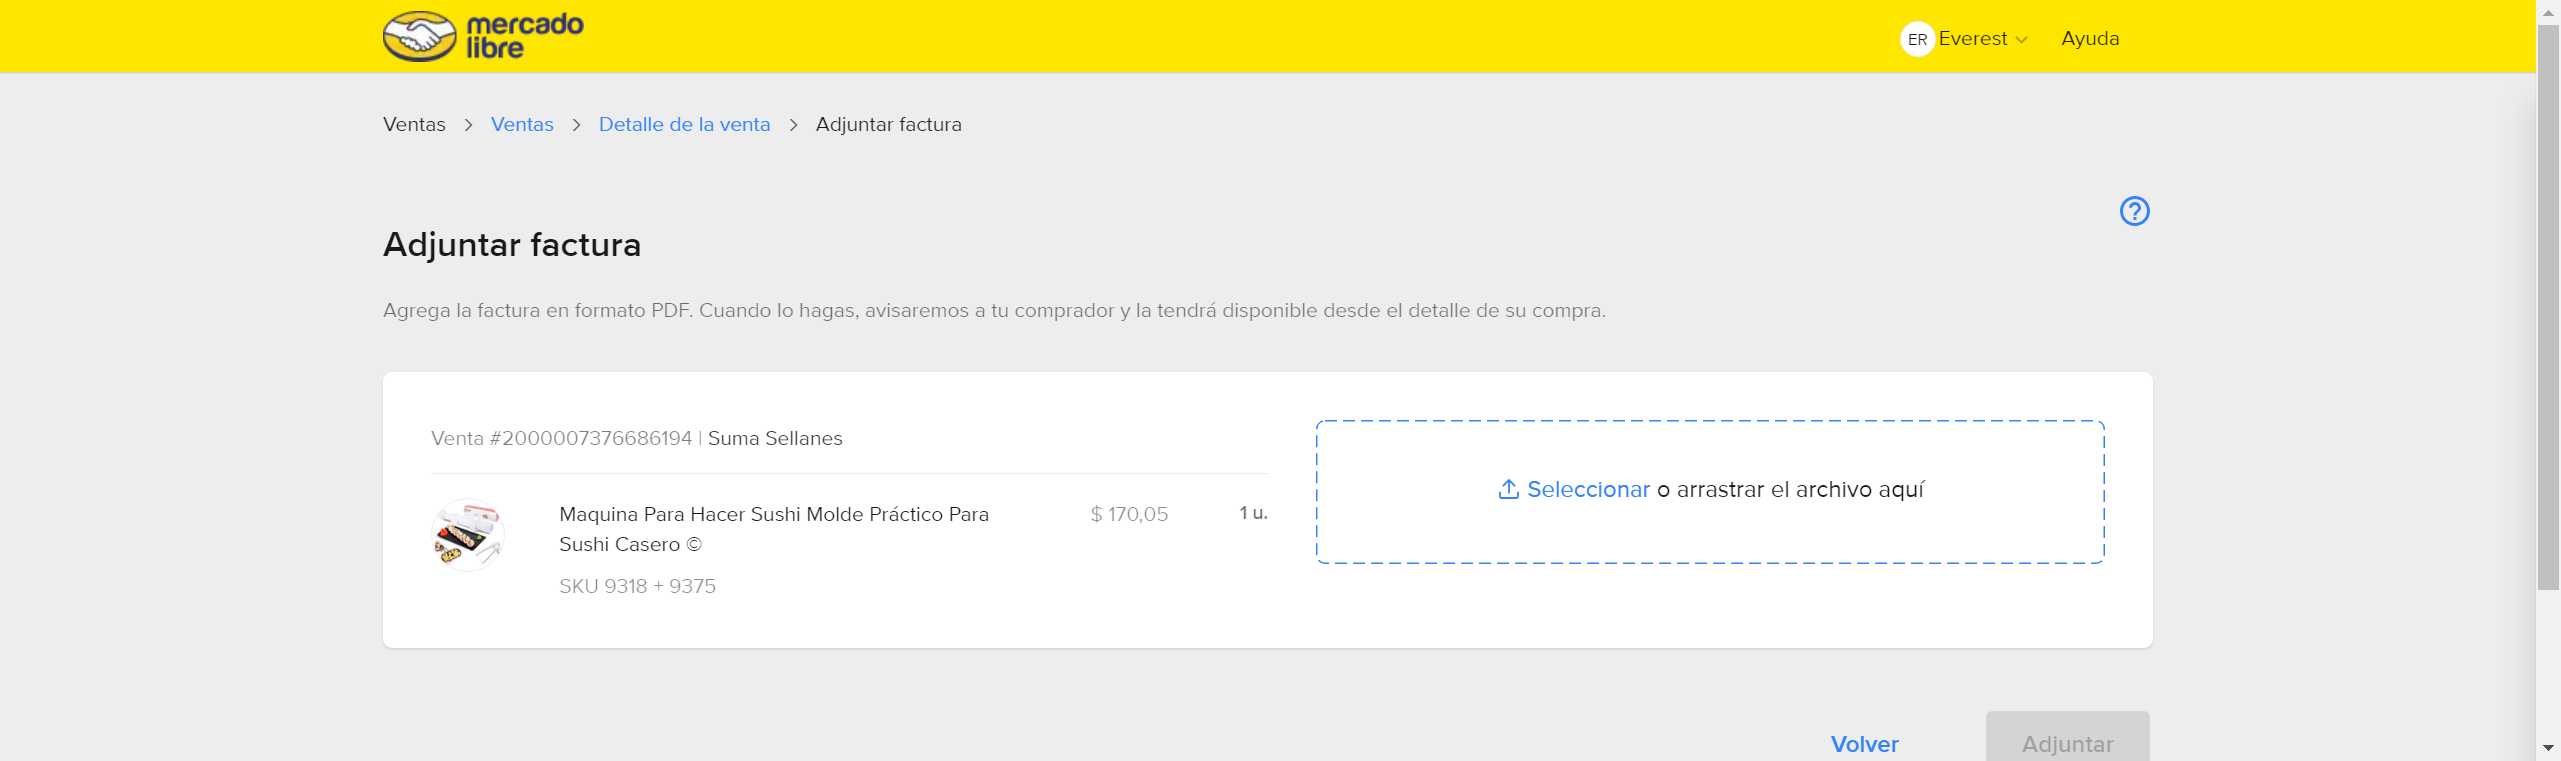 mercado
libre
ER Everest Ayuda
Ventas > Ventas > Detalle de la venta > Adjuntar factura
Adjuntar factura
Agrega la factura en formato PDF. Cuando lo hagas, avisaremos a tu comprador y la tendrá disponible desde el detalle de su compra.
Venta #2000007376686194 | Suma Sellanes
Maquina Para Hacer Sushi Molde Práctico Para
Sushi Casero ©
$ 170,05
1 u.
SKU 9318 + 9375
Seleccionar o arrastrar el archivo aquí
Volver
Adjuntar